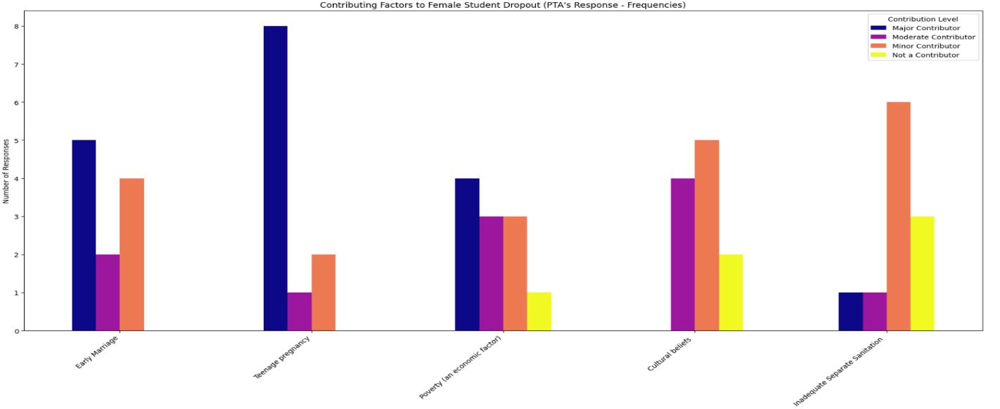 Contributing Factors to Female Student Dropout (PTA's Response - Frequencies)
Contribution Level
Major Contributor
Moderate Contributor
Minor Contributor
Not a Contributor
Number of Responses
8
7
6
5
4
3
2
1
0
Early Marriage
Teenage pregnancy
Poverty (an economic factor)
Cultural beliefs
Inadequate Separate Sanitation